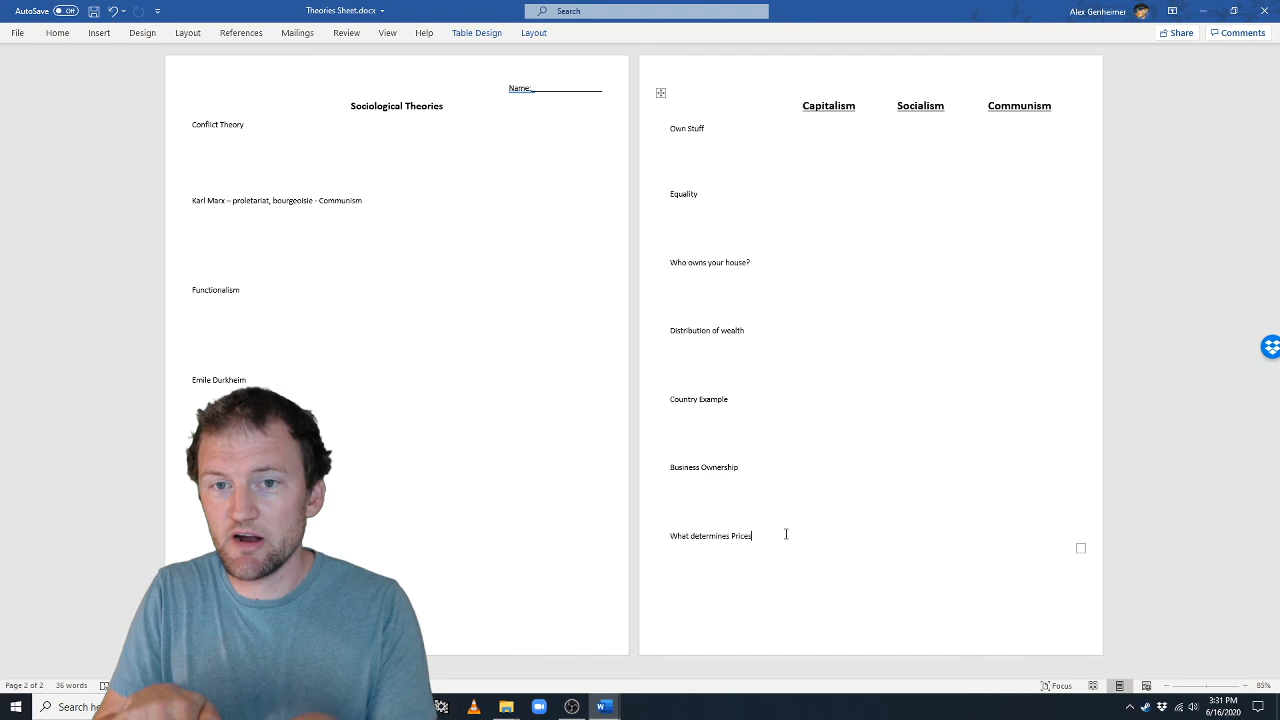 AutoSave Off Theories Sheet.docx Search Alex Genheimer
File Home Insert Design Layout References Mailings Review View Help Table Design Layout Share Comments
Name:
Sociological Theories
Conflict Theory
Karl Marx – proletariat, bourgeoisie - Communism
Functionalism
Emile Durkheim
Capitalism Socialism Communism
Own Stuff
Equality
Who owns your house?
Distribution of wealth
Country Example
Business Ownership
What determines Prices
Page 2 of 2 36 words Focus 85%
Search 3:31 PM
6/16/2020